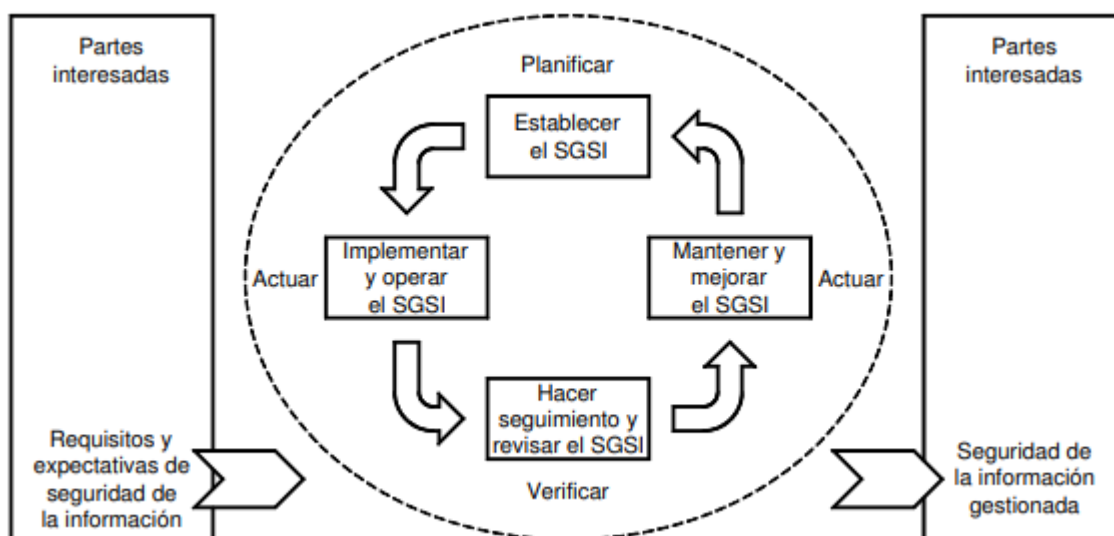 Partes
interesadas
Requisitos y
expectativas de
seguridad de
la información
Planificar
Establecer
el SGSI
Actuar
Implementar
y operar
el SGSI
Mantener y
mejorar
el SGSI
Actuar
Hacer
seguimiento y
revisar el SGSI
Verificar
Partes
interesadas
Seguridad de
la información
gestionada